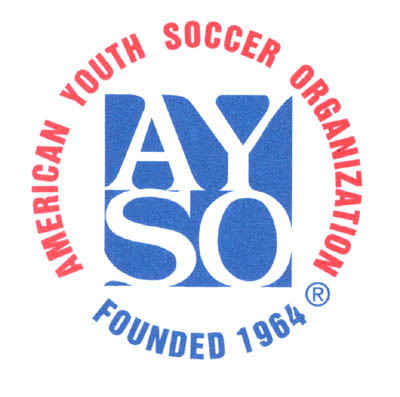 AMERICAN YOUTH SOCCER ORGANIZATION
AY
SO
®
FOUNDED 1964